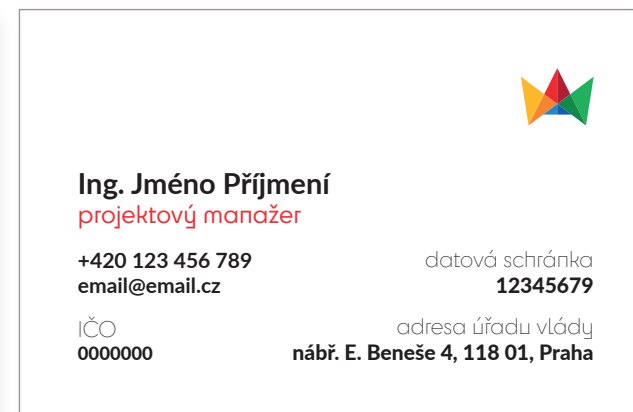 Ing. Jméno Příjmení
projektový manažer
+420 123 456 789
email@email.cz
datová schránka
12345679
IČO
0000000
adresa úřadu vlády
nábř. E. Beneše 4, 118 01, Praha